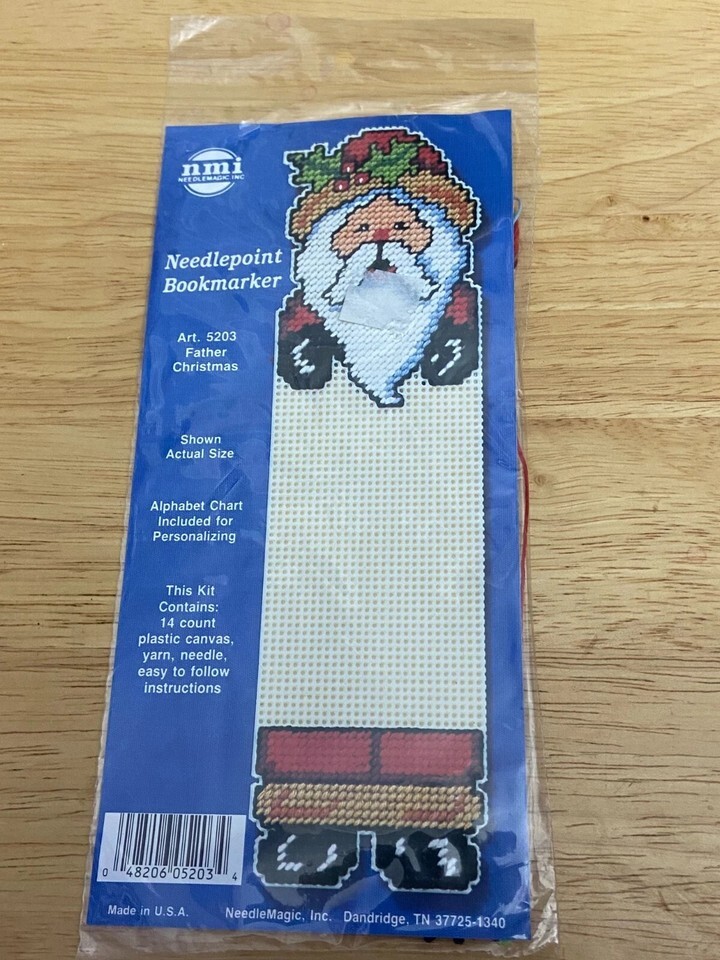 nmi
NEEDLEMAGIC INC
Needlepoint
Bookmarker
Art. 5203
Father
Christmas
Shown
Actual Size
Alphabet Chart
Included for
Personalizing
This Kit
Contains:
14 count
plastic canvas,
yarn, needle,
easy to follow
instructions
0 48206 05203 4
Made in U.S.A. NeedleMagic, Inc. Dandridge, TN 37725-1340